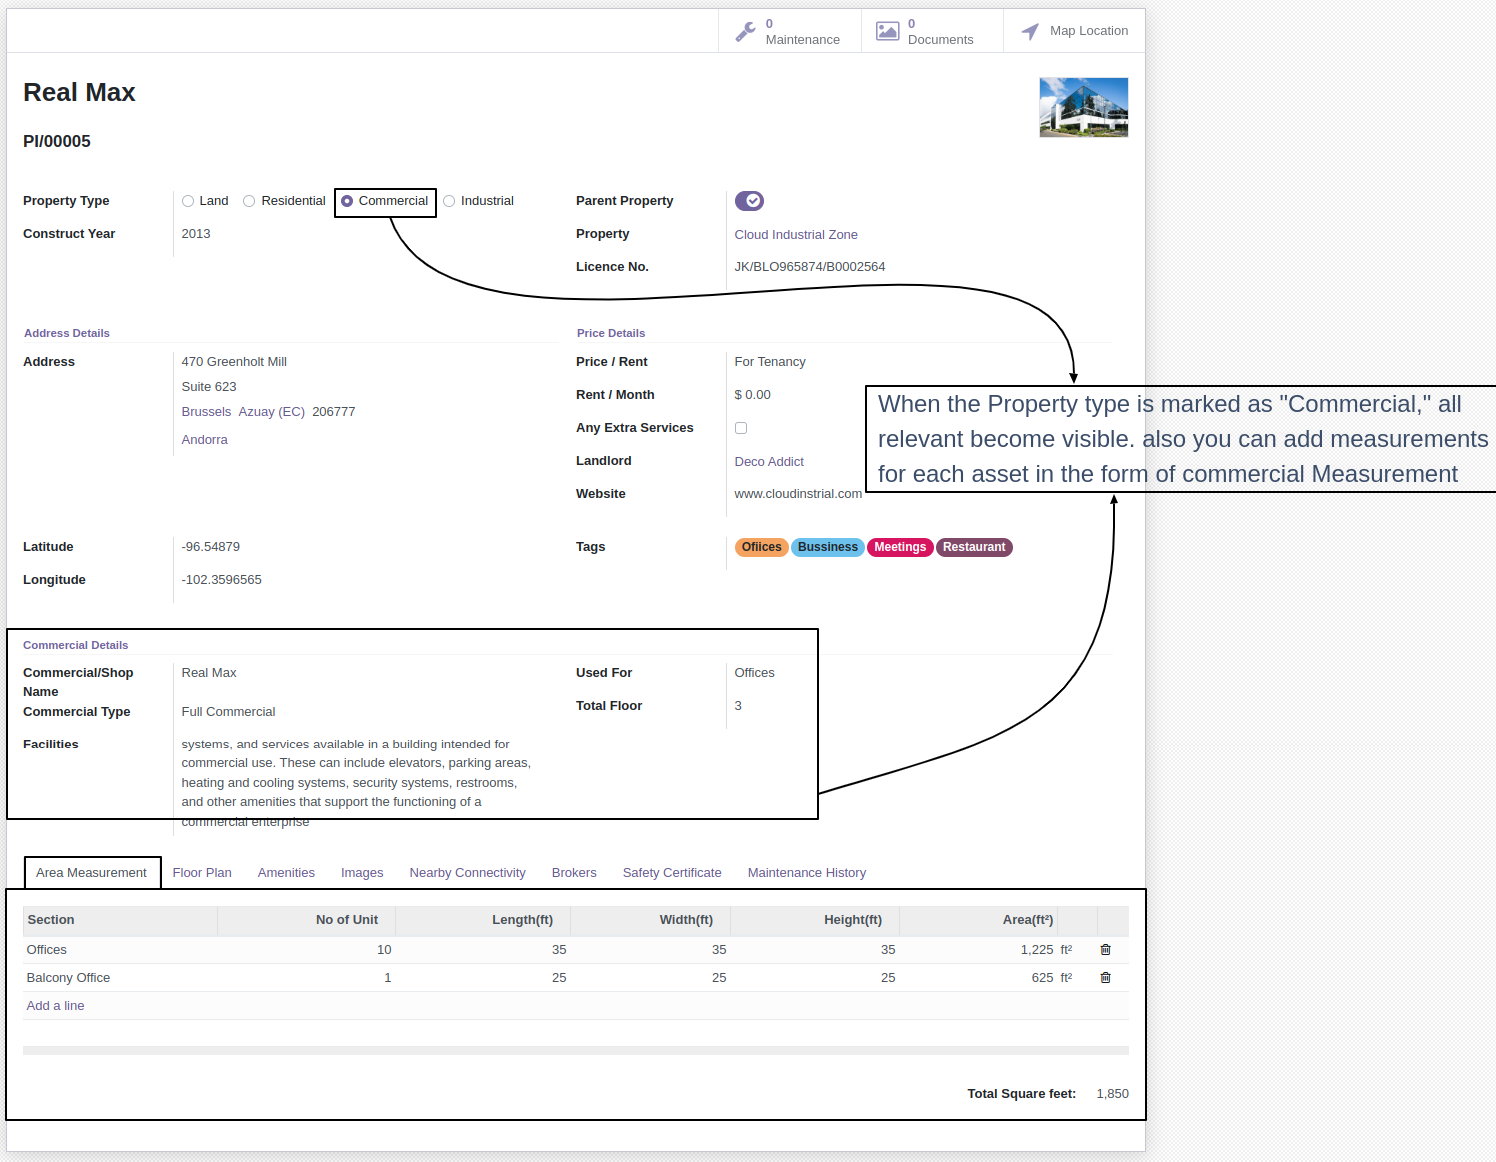 0
Maintenance
0
Documents
Map Location
Real Max
PI/00005
Property Type
Land Residential Commercial Industrial
Construct Year
2013
Parent Property
Property
Cloud Industrial Zone
Licence No.
JK/BLO965874/B0002564
Address Details
Address
470 Greenholt Mill
Suite 623
Brussels Azuay (EC) 206777
Andorra
Price Details
Price / Rent
For Tenancy
Rent / Month
$ 0.00
Any Extra Services
Landlord
Deco Addict
Website
www.cloudinstrial.com
When the Property type is marked as "Commercial," all
relevant become visible. also you can add measurements
for each asset in the form of commercial Measurement
Latitude
-96.54879
Longitude
-102.3596565
Tags
Ofiices Bussiness Meetings Restaurant
Commercial Details
Commercial/Shop
Name
Real Max
Commercial Type
Full Commercial
Facilities
systems, and services available in a building intended for
commercial use. These can include elevators, parking areas,
heating and cooling systems, security systems, restrooms,
and other amenities that support the functioning of a
commercial enterprise
Used For
Offices
Total Floor
3
Area Measurement Floor Plan Amenities Images Nearby Connectivity Brokers Safety Certificate Maintenance History
Section No of Unit Length(ft) Width(ft) Height(ft) Area(ft²)
Offices 10 35 35 35 1,225 ft²
Balcony Office 1 25 25 25 625 ft²
Add a line
Total Square feet: 1,850